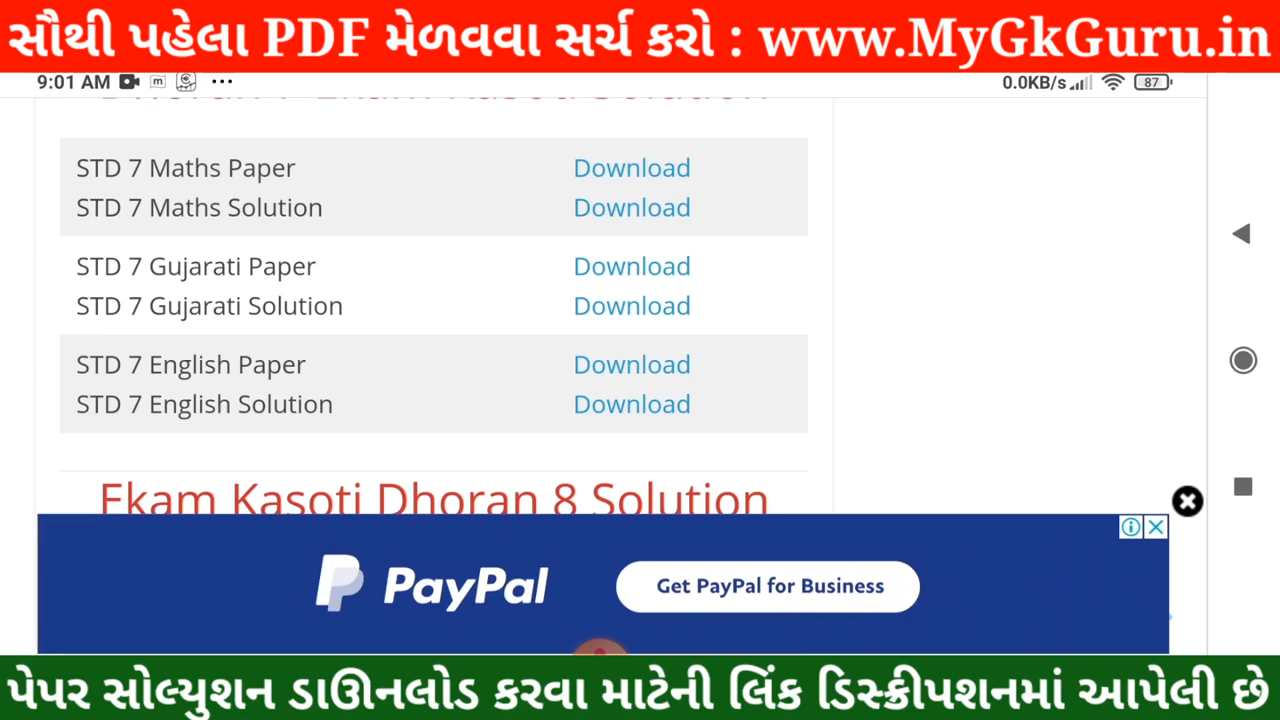 સૌથી પહેલા PDF મેળવવા સર્ચ કરો : www.MyGkGuru.in
9:01 AM m ... 0.0KB/s 87
STD 7 Maths Paper Download
STD 7 Maths Solution Download
STD 7 Gujarati Paper Download
STD 7 Gujarati Solution Download
STD 7 English Paper Download
STD 7 English Solution Download
Ekam Kasoti Dhoran 8 Solution
PayPal Get PayPal for Business
પેપર સોલ્યુશન ડાઊનલોડ કરવા માટેની લિંક ડિસ્ક્રીપશનમાં આપેલી છે